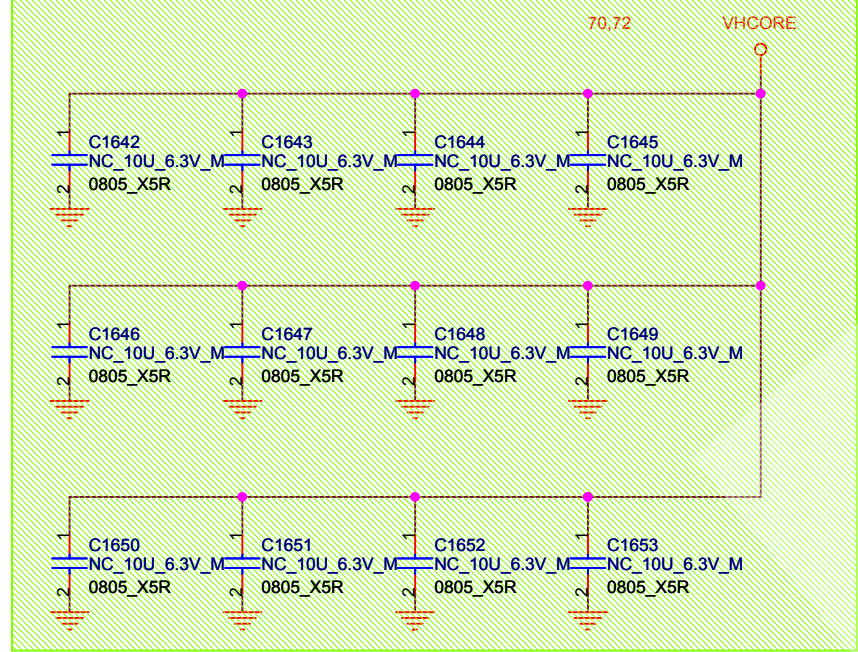 70,72 VHCORE
1 1 1 1
C1642 C1643 C1644 C1645
NC_10U_6.3V_M NC_10U_6.3V_M NC_10U_6.3V_M NC_10U_6.3V_M
2 0805_X5R 2 0805_X5R 2 0805_X5R 2 0805_X5R
1 1 1 1
C1646 C1647 C1648 C1649
NC_10U_6.3V_M NC_10U_6.3V_M NC_10U_6.3V_M NC_10U_6.3V_M
2 0805_X5R 2 0805_X5R 2 0805_X5R 2 0805_X5R
1 1 1 1
C1650 C1651 C1652 C1653
NC_10U_6.3V_M NC_10U_6.3V_M NC_10U_6.3V_M NC_10U_6.3V_M
2 0805_X5R 2 0805_X5R 2 0805_X5R 2 0805_X5R